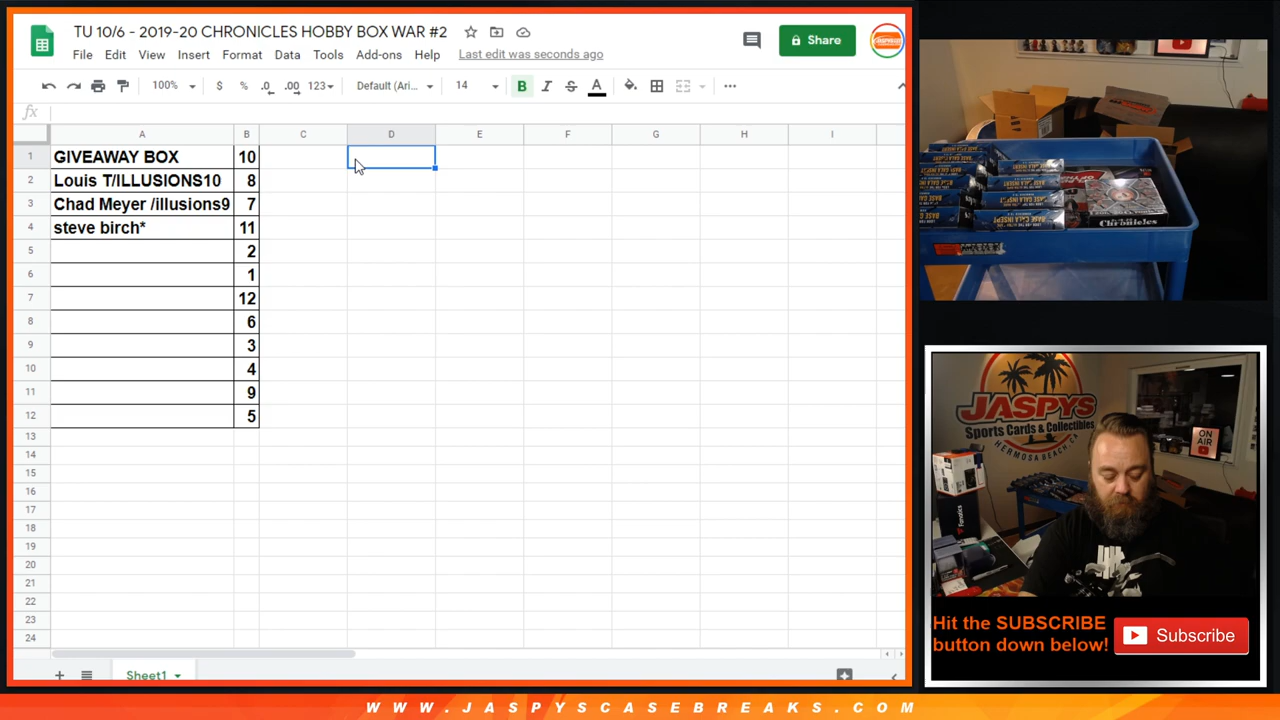 TU 10/6 - 2019-20 CHRONICLES HOBBY BOX WAR #2
File Edit View Insert Format Data Tools Add-ons Help Last edit was seconds ago
Share
100% $ % .0 .00 123 Default (Ari... 14 B I S A
fx
A B C D E F G H I
1 GIVEAWAY BOX 10
2 Louis T/ILLUSIONS10 8
3 Chad Meyer /illusions9 7
4 steve birch* 11
5 2
6 1
7 12
8 6
9 3
10 4
11 9
12 5
13
14
15
16
17
18
19
20
21
22
23
24
Sheet1
Chronicles
JASPYS
Sports Cards & Collectibles
HERMOSA BEACH, CA
ON
AIR
Fanatics
Hit the SUBSCRIBE
button down below!
Subscribe
WWW.JASPYSCASEBREAKS.COM